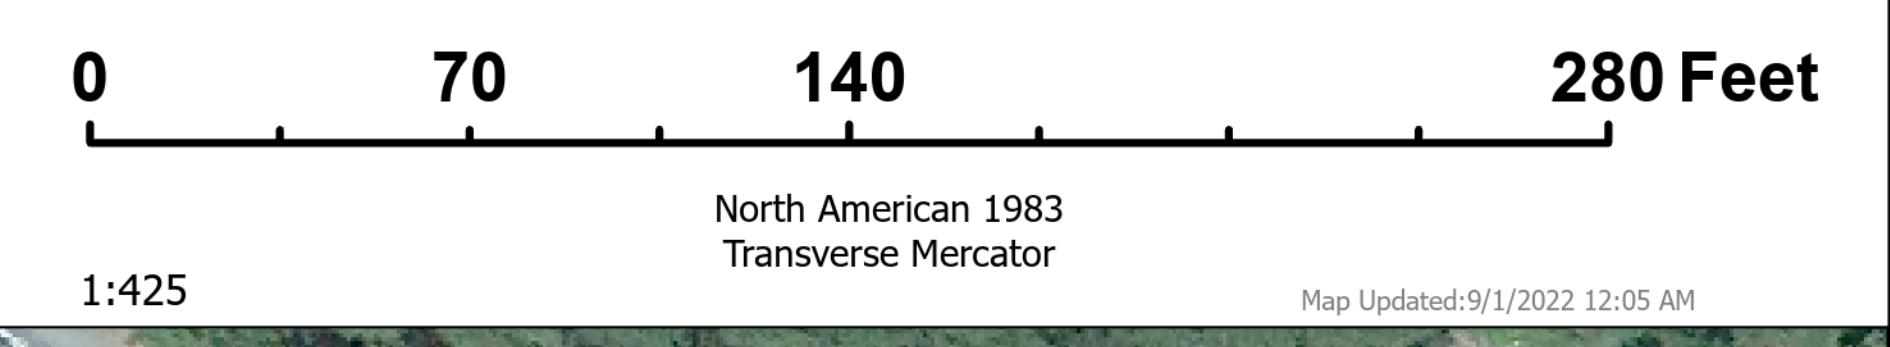 0 70 140 280 Feet
North American 1983
Transverse Mercator
1:425
Map Updated:9/1/2022 12:05 AM